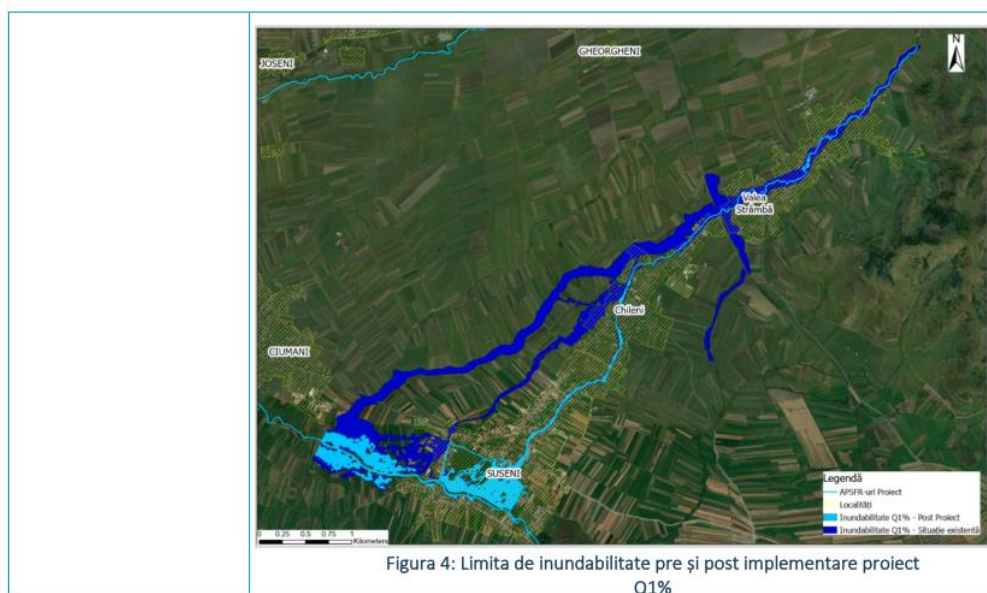 GHEORGHENI
JOSENI
N
Valea
Strâmbă
Chileni
CIUMANI
SUSENI
Legendă
APSFR-uri Proiect
Localități
Inundabilitate Q1% - Post Proiect
Inundabilitate Q1% - Situație existentă
0 0.25 0.5 1
Kilometers
Figura 4: Limita de inundabilitate pre și post implementare proiect
Q1%